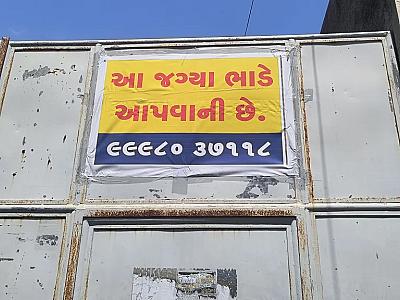 આ જગ્યા ભાડે
આપવાની છે.
૯૯૯૮૦ ૩૭૧૧૮